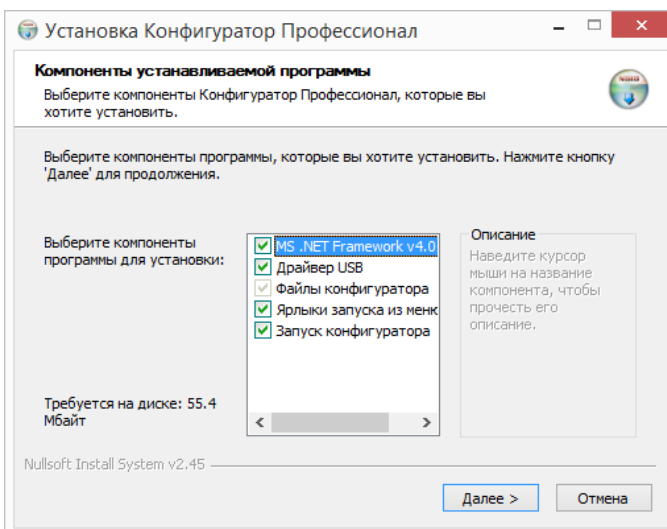 Установка Конфигуратор Профессионал
Компоненты устанавливаемой программы
Выберите компоненты Конфигуратор Профессионал, которые вы
хотите установить.
Выберите компоненты программы, которые вы хотите установить. Нажмите кнопку
'Далее' для продолжения.
Выберите компоненты
программы для установки:
MS .NET Framework v4.0
Драйвер USB
Файлы конфигуратора
Ярлыки запуска из меню
Запуск конфигуратора
Описание
Наведите курсор
мыши на название
компонента, чтобы
прочесть его
описание.
Требуется на диске: 55.4
Мбайт
Nullsoft Install System v2.45
Далее >
Отмена